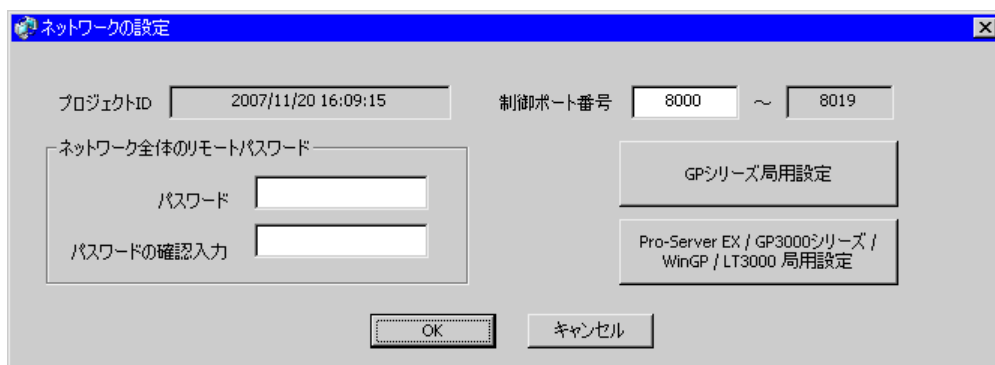 ネットワークの設定
プロジェクトID 2007/11/20 16:09:15 制御ポート番号 8000 ～ 8019
ネットワーク全体のリモートパスワード
パスワード
パスワードの確認入力
GPシリーズ局用設定
Pro-Server EX / GP3000シリーズ /
WinGP / LT3000 局用設定
OK キャンセル